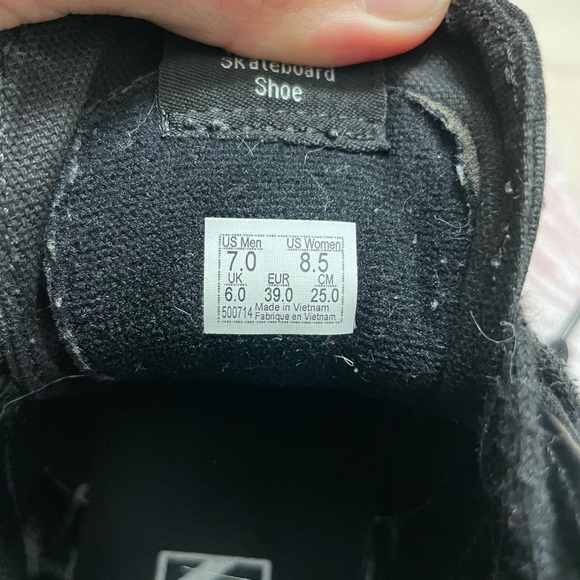 Skateboard
Shoe
US Men US Women
7.0 8.5
UK EUR CM
6.0 39.0 25.0
500714 Made in Vietnam
Fabrique en Vietnam